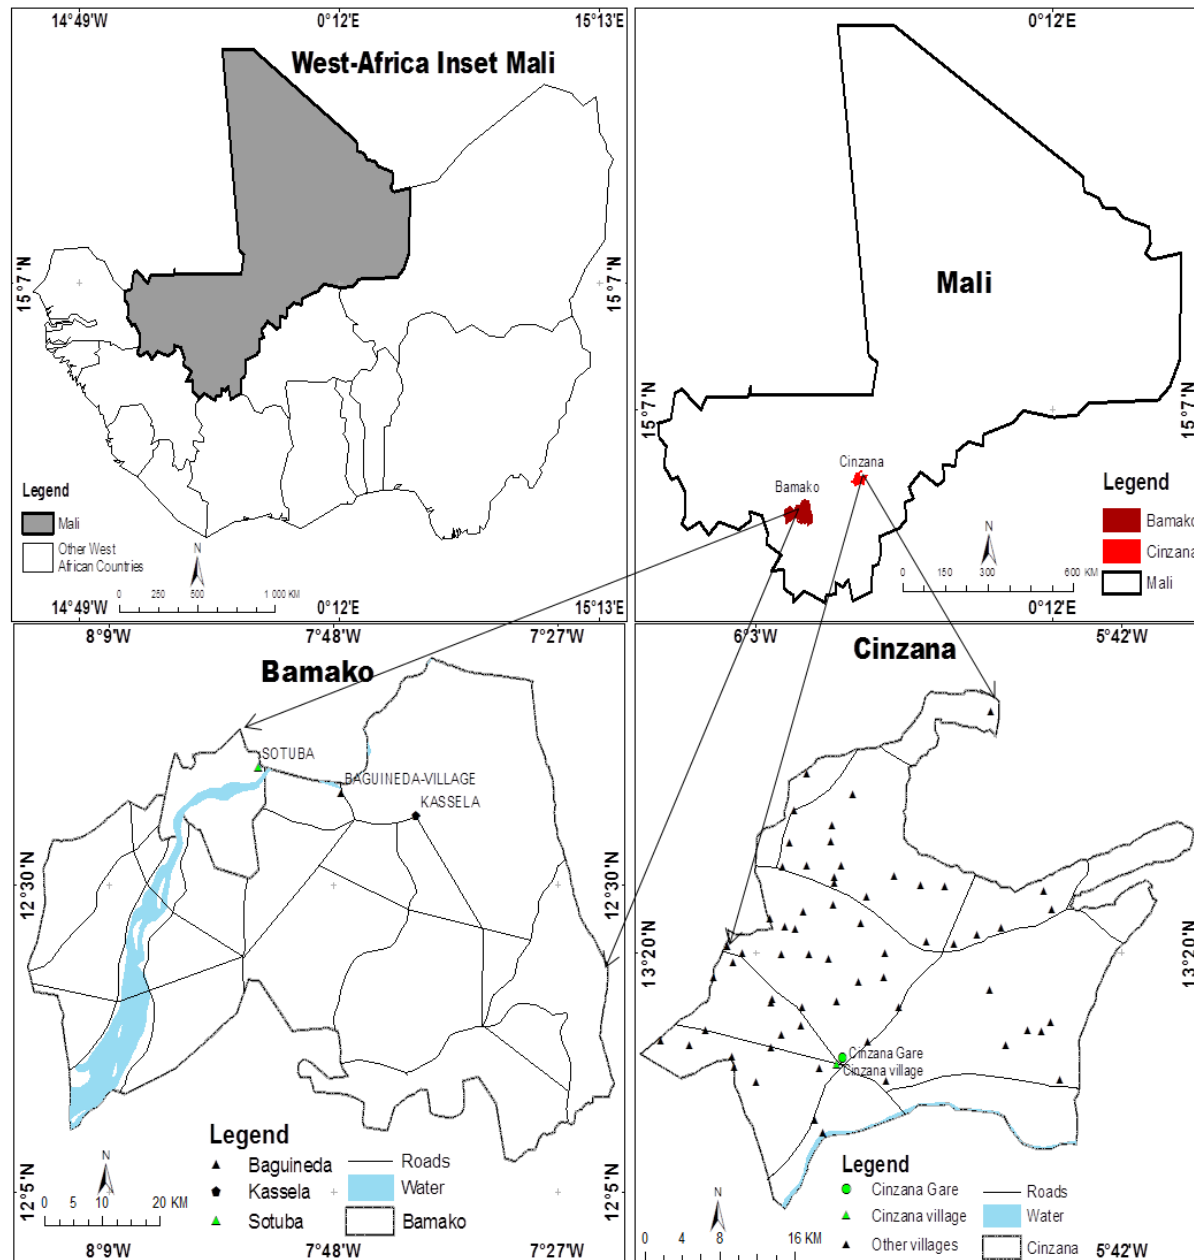 14°49'W
0°12'E
15°13'E
West-Africa Inset Mali
15°7'N
15°7'N
Legend
Mali
Other West
African Countries
N
0 250 500 1 000 KM
14°49'W
0°12'E
15°13'E
0°12'E
Mali
15°7'N
15°7'N
Cinzana
Bamako
Legend
Bamako
Cinzana
Mali
N
0 150 300 600 KM
0°12'E
8°9'W
7°48'W
7°27'W
Bamako
SOTUBA
BAGUINEDA-VILLAGE
KASSELA
12°30'N
12°30'N
12°5'N
12°5'N
Legend
Baguineda
Kassela
Sotuba
Roads
Water
Bamako
N
0 5 10 20 KM
8°9'W
7°48'W
7°27'W
6°3'W
5°42'W
Cinzana
13°20'N
13°20'N
Cinzana Gare
Cinzana village
Legend
Cinzana Gare
Cinzana village
Other villages
Roads
Water
Cinzana
N
0 4 8 16 KM
5°42'W